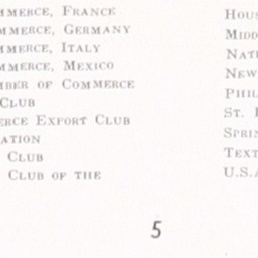 MMERCE, FRANCE
MMERCE, GERMANY
MMERCE, ITALY
MMERCE, MEXICO
MBER OF COMMERCE
CLUB
ERCE EXPORT CLUB
ATION
CLUB
CLUB OF THE
HOUS
MIDD
NATI
NEW
PHIL
ST.
SPRIN
TEXT
U.S.A
5